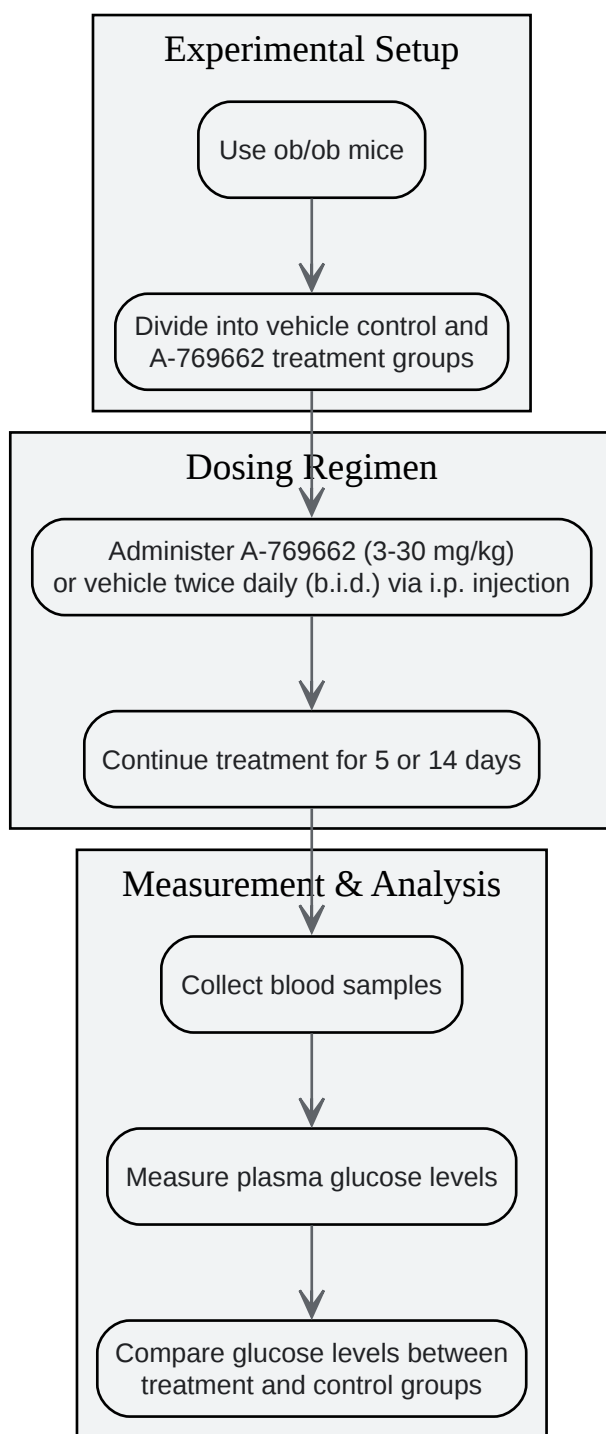 Experimental Setup
Use ob/ob mice
Divide into vehicle control and
A-769662 treatment groups
Dosing Regimen
Administer A-769662 (3-30 mg/kg)
or vehicle twice daily (b.i.d.) via i.p. injection
Continue treatment for 5 or 14 days
Measurement & Analysis
Collect blood samples
Measure plasma glucose levels
Compare glucose levels between
treatment and control groups